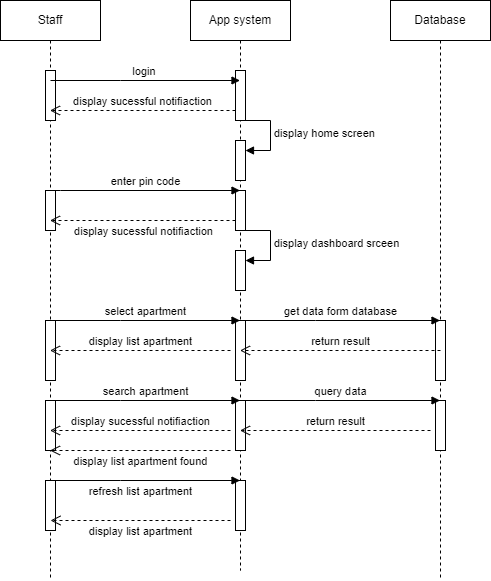 Staff
App system
Database
login
display sucessful notifiaction
display home screen
enter pin code
display sucessful notifiaction
display dashboard srceen
select apartment
get data form database
display list apartment
return result
search apartment
query data
display sucessful notifiaction
return result
display list apartment found
refresh list apartment
display list apartment